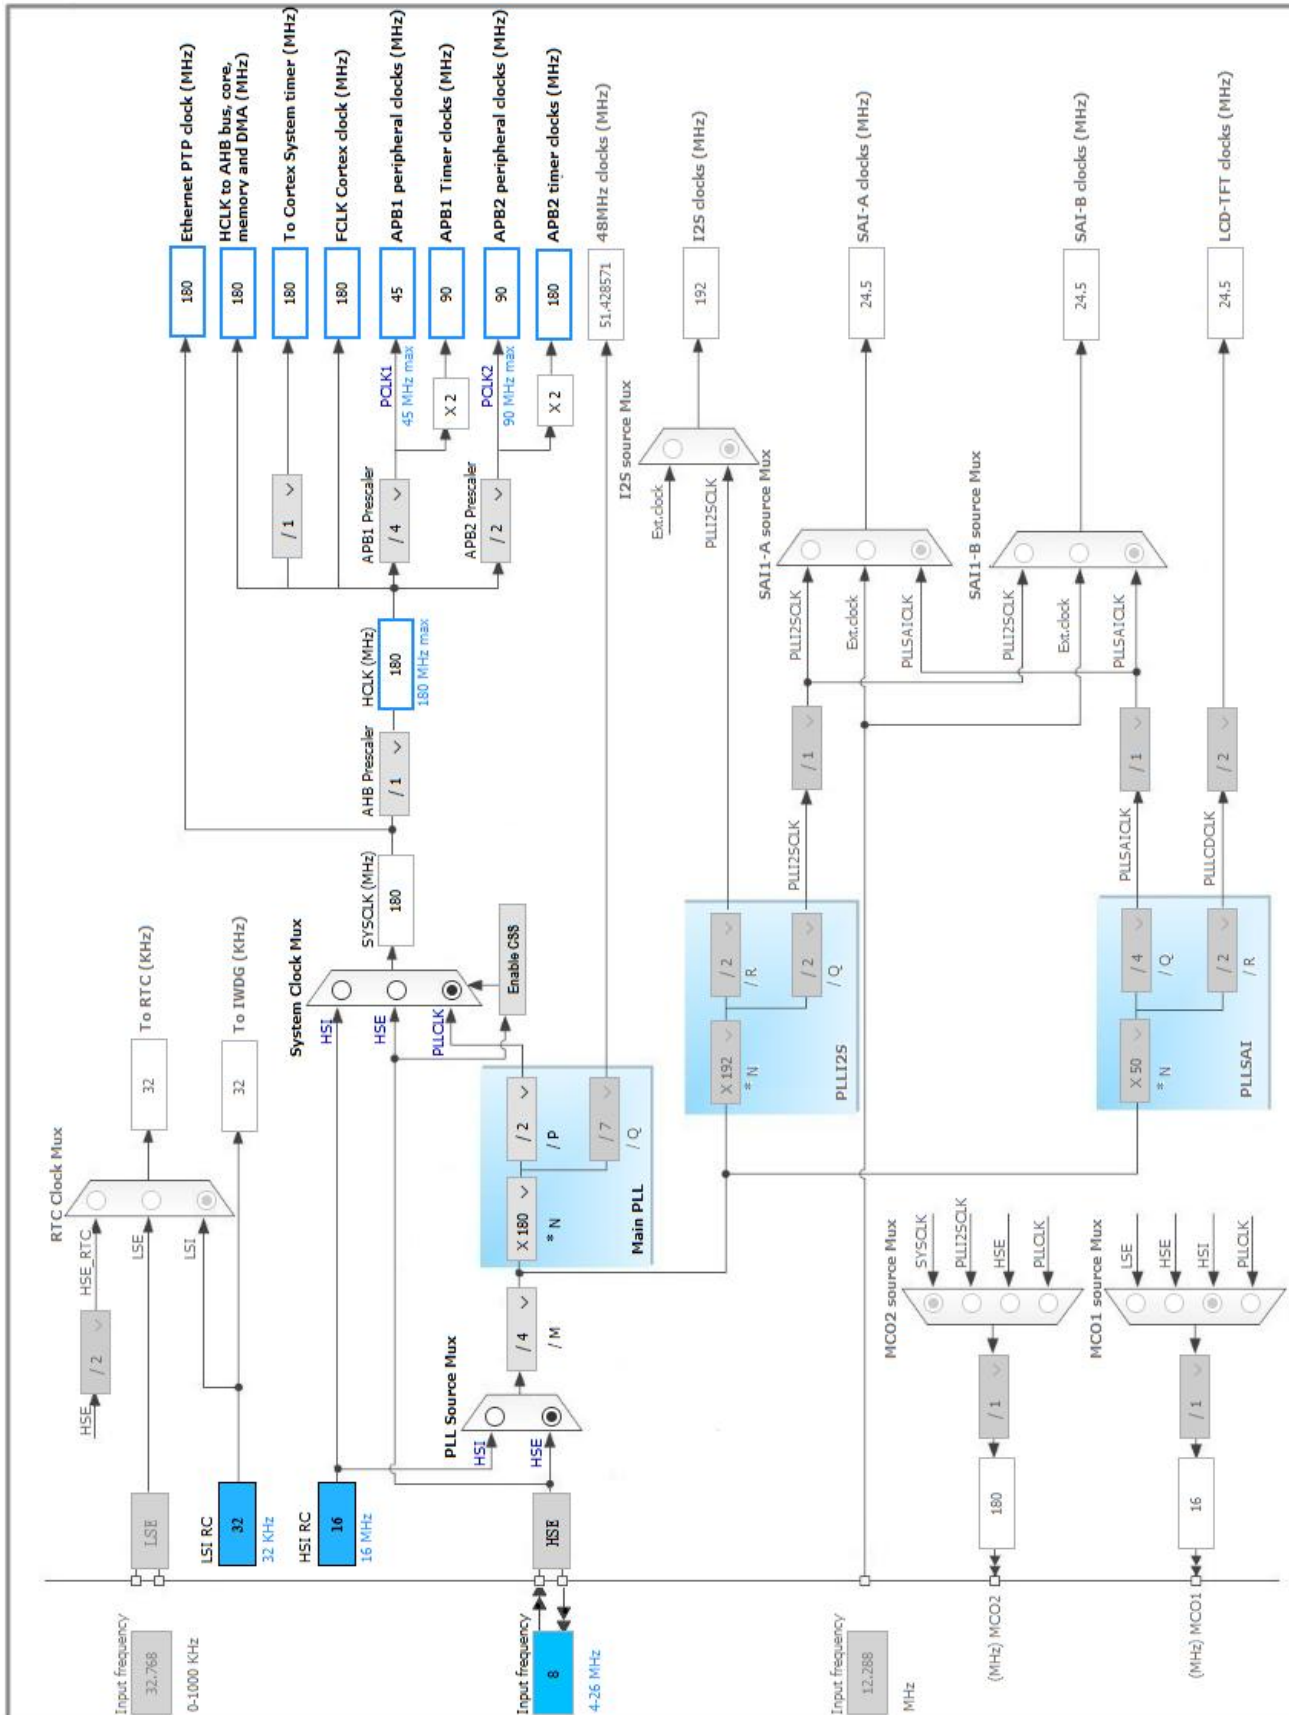 Input frequency
32.768
0-1000 KHz
LSE
HSE
/ 2
HSE_RTC
LSE
LSI
RTC Clock Mux
32
To RTC (KHz)
LSI RC
32
32 KHz
32
To IWDG (KHz)
HSI RC
16
16 MHz
Input frequency
8
4-26 MHz
HSE
PLL Source Mux
HSI
HSE
/ 4
/ M
X 180
* N
/ 2
/ P
/ 7
/ Q
Main PLL
System Clock Mux
HSI
HSE
PLLCLK
Enable CSS
SYSCLK (MHz)
180
AHB Prescaler
/ 1
HCLK (MHz)
180
180 MHz max
180
Ethernet PTP clock (MHz)
180
HCLK to AHB bus, core,
memory and DMA (MHz)
/ 1
180
To Cortex System timer (MHz)
180
FCLK Cortex clock (MHz)
APB1 Prescaler
/ 4
PCLK1
45 MHz max
45
APB1 peripheral clocks (MHz)
X 2
90
APB1 Timer clocks (MHz)
APB2 Prescaler
/ 2
PCLK2
90 MHz max
90
APB2 peripheral clocks (MHz)
X 2
180
APB2 timer clocks (MHz)
51.428571
48MHz clocks (MHz)
I2S source Mux
Ext.clock
PLLI2SCLK
192
I2S clocks (MHz)
X 192
* N
/ 2
/ R
/ 2
/ Q
PLLI2S
PLLI2SCLK
/ 1
SAI1-A source Mux
PLLI2SCLK
Ext.clock
PLLSAICLK
24.5
SAI-A clocks (MHz)
SAI1-B source Mux
PLLI2SCLK
Ext.clock
PLLSAICLK
24.5
SAI-B clocks (MHz)
X 50
* N
/ 4
/ Q
/ 2
/ R
PLLSAI
PLLSAICLK
/ 1
PLLLCDCLK
/ 2
24.5
LCD-TFT clocks (MHz)
Input frequency
12.288
MHz
(MHz) MCO2
180
/ 1
MCO2 source Mux
SYSCLK
PLLI2SCLK
HSE
PLLCLK
(MHz) MCO1
16
/ 1
MCO1 source Mux
LSE
HSE
HSI
PLLCLK